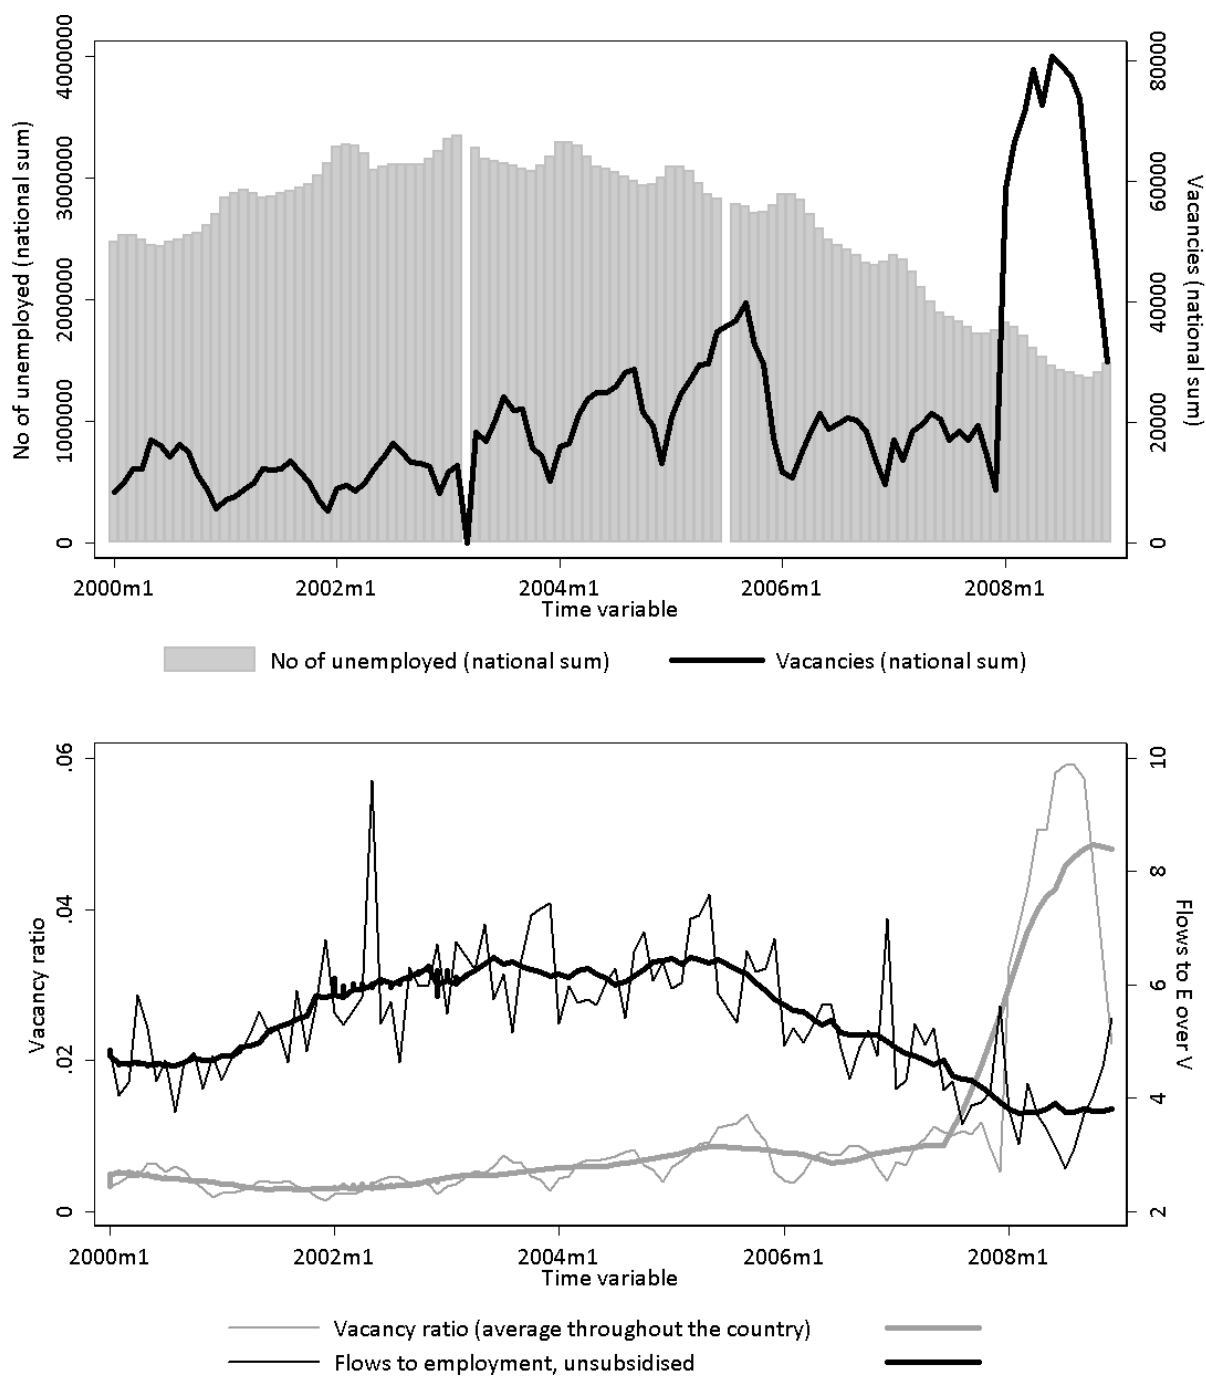 No of unemployed (national sum)
4000000
3000000
2000000
1000000
0
80000
60000
40000
20000
0
Vacancies (national sum)
2000m1 2002m1 2004m1 2006m1 2008m1
Time variable
No of unemployed (national sum) Vacancies (national sum)
Vacancy ratio
.06
.04
.02
0
10
8
6
4
2
Flows to E over V
2000m1 2002m1 2004m1 2006m1 2008m1
Time variable
Vacancy ratio (average throughout the country)
Flows to employment, unsubsidised